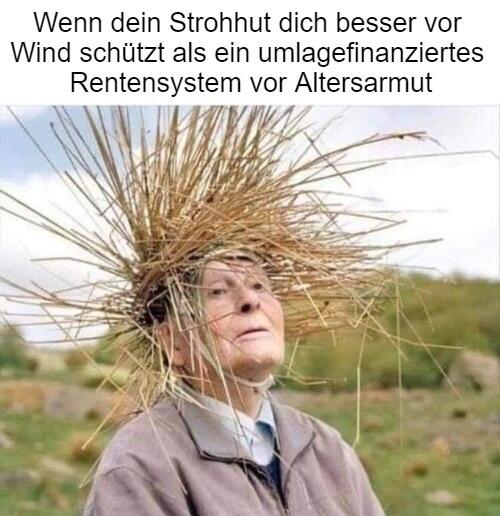 Wenn dein Strohhut dich besser vor
Wind schützt als ein umlagefinanziertes
Rentensystem vor Altersarmut